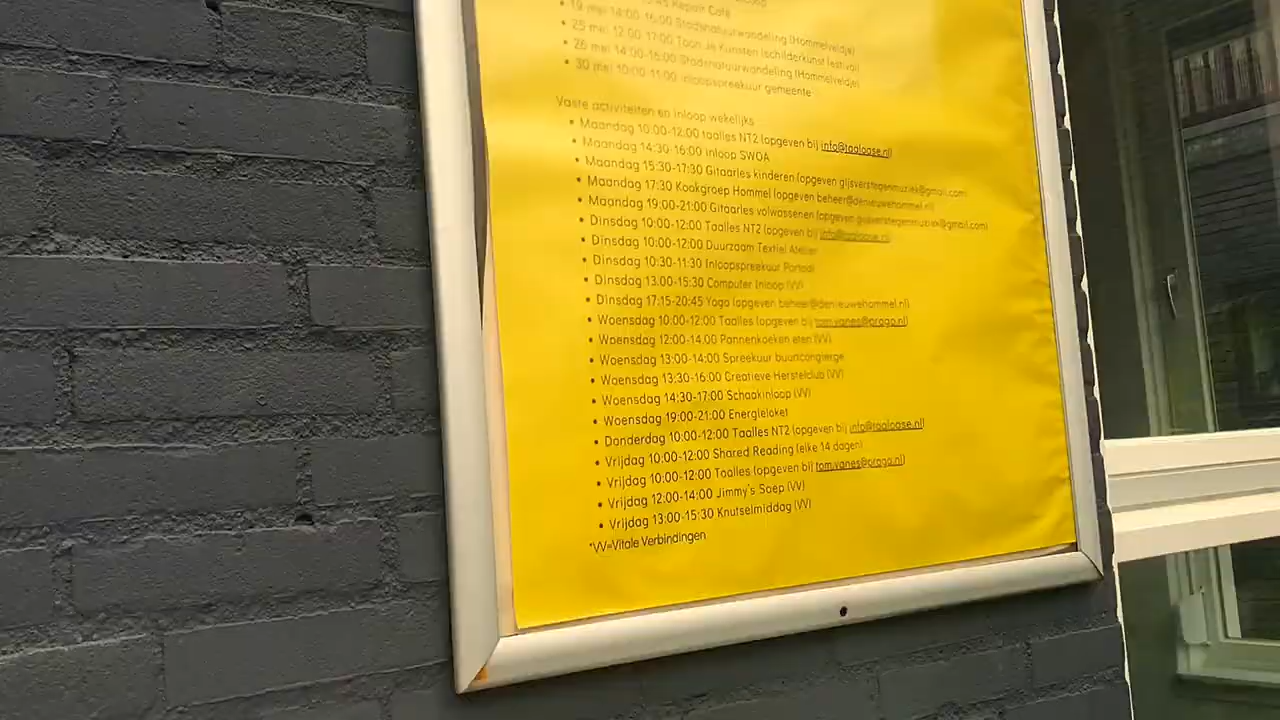 Repair Café
19 mei 14:00-16:00 Stadsnatuurwandeling (Hommelveldje)
25 mei 12:00-17:00 Toon Je Kunsten (schilderkunst festival)
26 mei 14:00-16:00 Stadsnatuurwandeling (Hommelveldje)
30 mei 10:00-11:00 inloopspreekuur gemeente
Vaste activiteiten en inloop wekelijks
• Maandag 10:00-12:00 taalles NT2 (opgeven bij info@taaloase.nl)
• Maandag 14:30-16:00 inloop SWOA
• Maandag 15:30-17:30 Gitaarles kinderen (opgeven gijsverstegenmuziek@gmail.com)
• Maandag 17:30 Kookgroep Hommel (opgeven beheer@denieuwehommel.nl)
• Maandag 19:00-21:00 Gitaarles volwassenen (opgeven gijsverstegenmuziek@gmail.com)
• Dinsdag 10:00-12:00 Taalles NT2 (opgeven bij info@taaloase.nl
• Dinsdag 10:00-12:00 Duurzaam Textiel Atelier
• Dinsdag 10:30-11:30 Inloopspreekuur Portaal
• Dinsdag 13.00-15:30 Computer Inloop (VV)
• Dinsdag 17:15-20:45 Yoga (opgeven beheer@denieuwehommel.nl)
• Woensdag 10:00-12:00 Taalles (opgeven bij tom.vanes@praga.nl)
• Woensdag 12:00-14.00 Pannenkoeken eten (VV)
• Woensdag 13:00-14:00 Spreekuur buurtconciërge
• Woensdag 13:30-16:00 Creatieve Herstelclub (VV)
• Woensdag 14:30-17:00 Schaakinloop (VV)
• Woensdag 19:00-21:00 Energieloket
• Donderdag 10:00-12:00 Taalles NT2 (opgeven bij info@taaloase.nl)
• Vrijdag 10:00-12:00 Shared Reading (elke 14 dagen)
• Vrijdag 10:00-12:00 Taalles (opgeven bij tom.vanes@praga.nl)
• Vrijdag 12:00-14:00 Jimmy's Soep (VV)
• Vrijdag 13:00-15:30 Knutselmiddag (VV)
*VV=Vitale Verbindingen